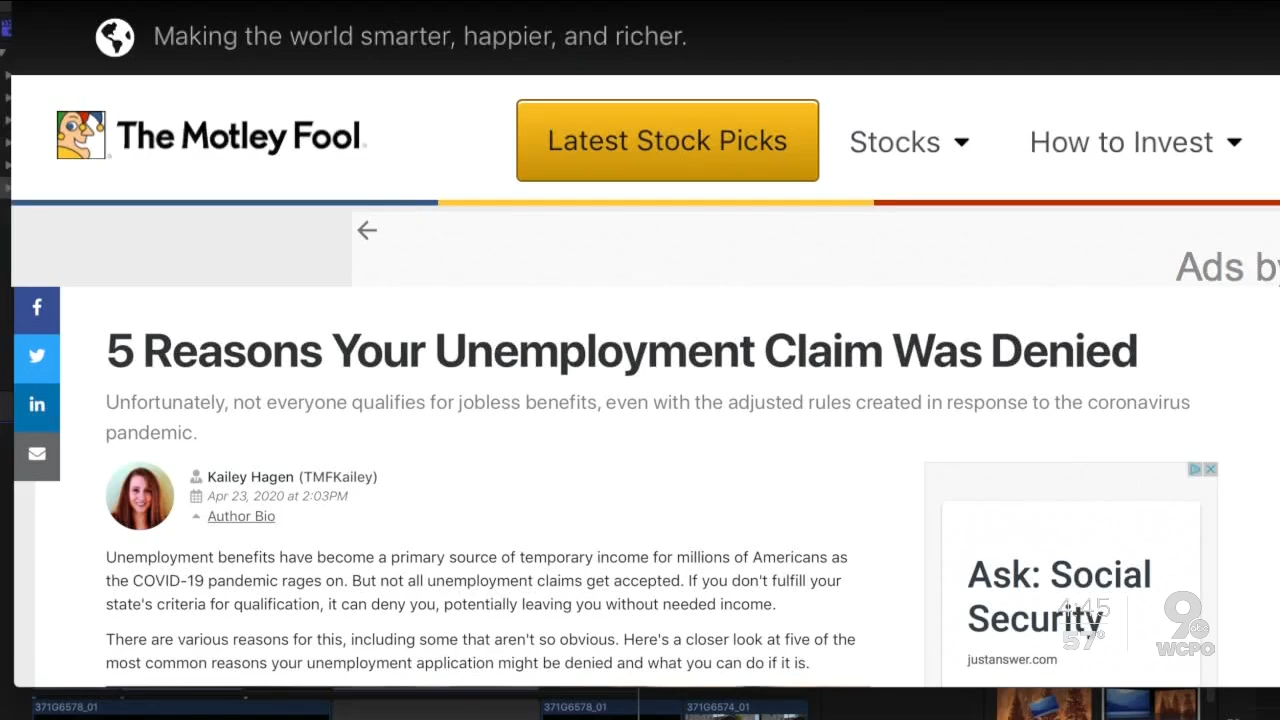 Making the world smarter, happier, and richer.
The Motley Fool
Latest Stock Picks
Stocks
How to Invest
Ads by
5 Reasons Your Unemployment Claim Was Denied
Unfortunately, not everyone qualifies for jobless benefits, even with the adjusted rules created in response to the coronavirus
pandemic.
Kailey Hagen (TMFKailey)
Apr 23, 2020 at 2:03PM
Author Bio
Unemployment benefits have become a primary source of temporary income for millions of Americans as
the COVID-19 pandemic rages on. But not all unemployment claims get accepted. If you don't fulfill your
state's criteria for qualification, it can deny you, potentially leaving you without needed income.
There are various reasons for this, including some that aren't so obvious. Here's a closer look at five of the
most common reasons your unemployment application might be denied and what you can do if it is.
Ask: Social
Security
justanswer.com
4:45
57°
9
abc
WCPO
371G6578_01
371G6578_01
371G6574_01